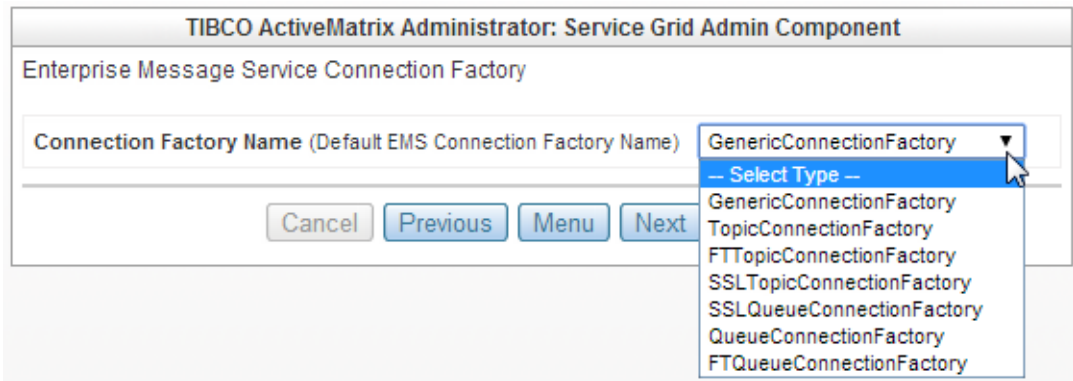 TIBCO ActiveMatrix Administrator: Service Grid Admin Component
Enterprise Message Service Connection Factory
Connection Factory Name (Default EMS Connection Factory Name) GenericConnectionFactory
-- Select Type --
GenericConnectionFactory
TopicConnectionFactory
FTTopicConnectionFactory
SSLTopicConnectionFactory
SSLQueueConnectionFactory
QueueConnectionFactory
FTQueueConnectionFactory
Cancel Previous Menu Next